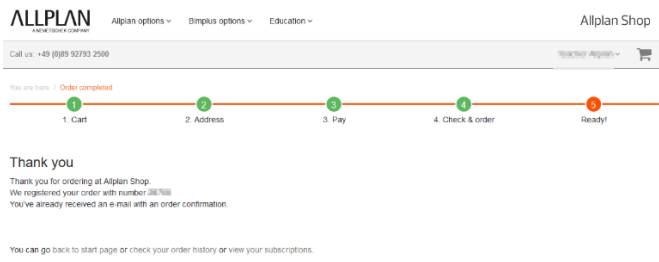 ALLPLAN
A NEMETSCHEK COMPANY
Allplan options
Bimplus options
Education
Allplan Shop
Call us: +49 (0)89 92793 2500
You are here / Order completed
1 2 3 4 5
1. Cart 2. Address 3. Pay 4. Check & order Ready!
Thank you
Thank you for ordering at Allplan Shop.
We registered your order with number
You've already received an e-mail with an order confirmation.
You can go back to start page or check your order history or view your subscriptions.